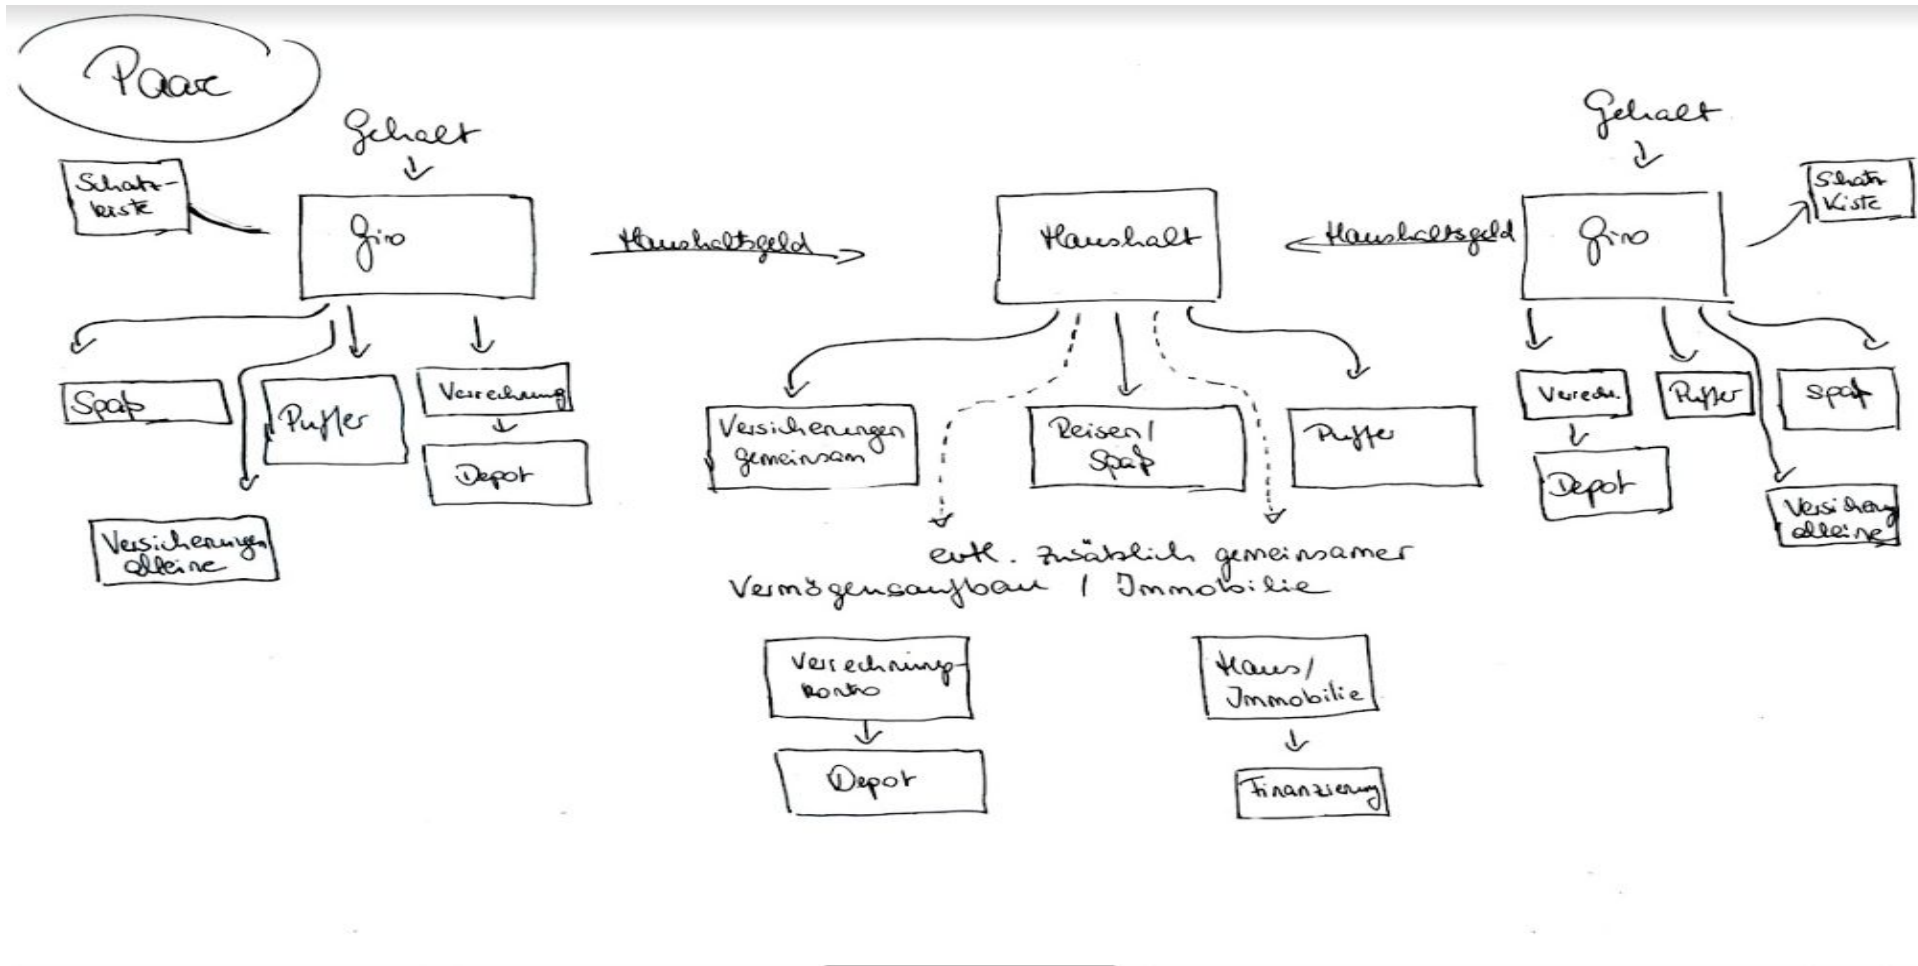 Paar
Gehalt
Gehalt
Schatz-
kiste
Giro
Haushaltsgeld
Haushalt
Haushaltsgeld
Giro
Schatz
Kiste
Spaß
Puffer
Verrechnung
Depot
Versicherungen
alleine
Versicherungen
gemeinsam
Reisen/
Spaß
Puffer
Verrechn.
Puffer
Spaß
Depot
Versicherung
alleine
evtl. zusätzlich gemeinsamer
Vermögensaufbau / Immobilie
Verrechnung-
konto
Depot
Haus/
Immobilie
Finanzierung